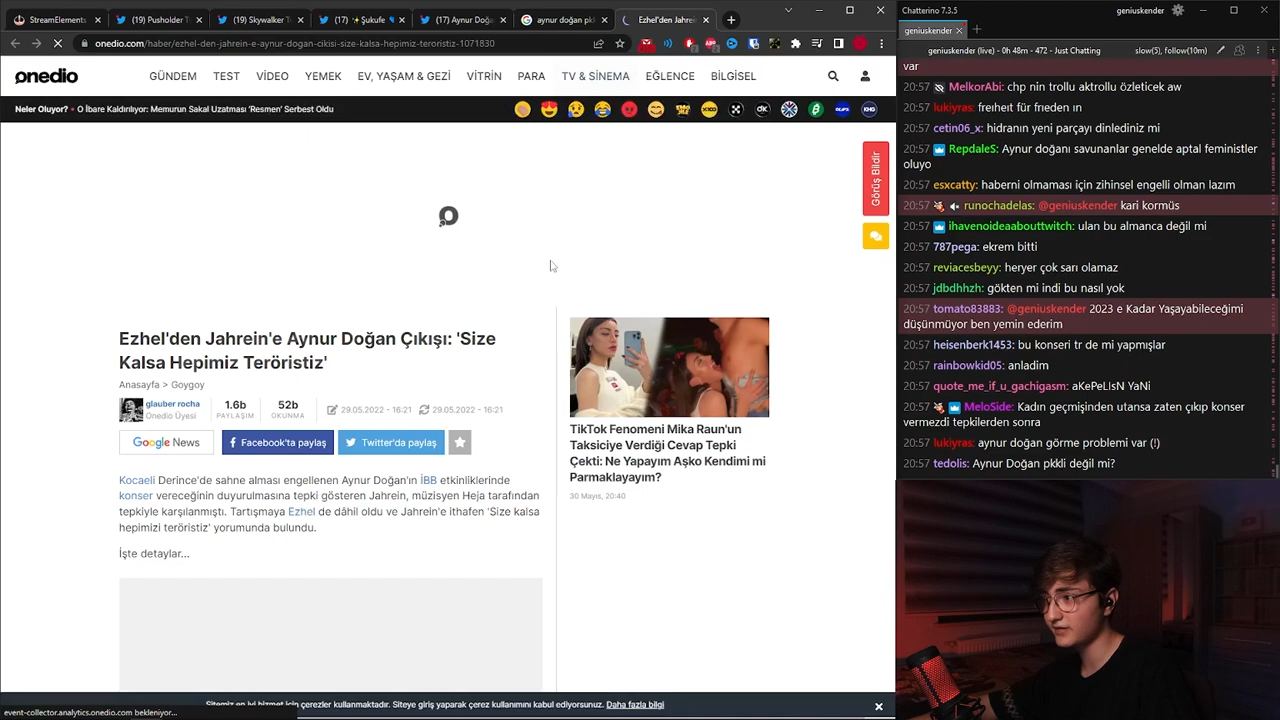 StreamElements
(19) Pusholder T
(19) Skywalker T
(17) ✨Şukufe
(17) Aynur Doğa
aynur doğan pkk
Ezhel'den Jahrein
onedio.com/haber/ezhel-den-jahrein-e-aynur-dogan-cikisi-size-kalsa-hepimiz-teroristiz-1071830
onedio
GÜNDEM TEST VİDEO YEMEK EV, YAŞAM & GEZİ VİTRİN PARA TV & SİNEMA EĞLENCE BİLGİSEL
Neler Oluyor? • O İbare Kaldırılıyor: Memurun Sakal Uzatması 'Resmen' Serbest Oldu
Görüş Bildir
Ezhel'den Jahrein'e Aynur Doğan Çıkışı: 'Size
Kalsa Hepimiz Teröristiz'
Anasayfa > Goygoy
glauber rocha
Onedio Üyesi
1.6b
PAYLAŞIM
52b
OKUNMA
29.05.2022 - 16:21
29.05.2022 - 16:21
Google News
Facebook'ta paylaş
Twitter'da paylaş
Kocaeli Derince'de sahne alması engellenen Aynur Doğan'ın İBB etkinliklerinde
konser vereceğinin duyurulmasına tepki gösteren Jahrein, müzisyen Heja tarafından
tepkiyle karşılanmıştı. Tartışmaya Ezhel de dâhil oldu ve Jahrein'e ithafen 'Size kalsa
hepimizi teröristiz' yorumunda bulundu.
İşte detaylar...
TikTok Fenomeni Mika Raun'un
Taksiciye Verdiği Cevap Tepki
Çekti: Ne Yapayım Aşko Kendimi mi
Parmaklayayım?
30 Mayıs, 20:40
Sitemiz en iyi hizmet için çerezler kullanmaktadır. Siteye giriş yaparak çerez kullanımını kabul ediyorsunuz. Daha fazla bilgi
event-collector.analytics.onedio.com bekleniyor...
Chatterino 7.3.5
geniuskender
geniuskender
geniuskender (live) - 0h 48m - 472 - Just Chatting
slow(5), follow(10m)
var
20:57 MelkorAbi: chp nin trollu aktrollu özleticek aw
20:57 lukiyras: freiheit für freden ın
20:57 cetin06_x: hidranın yeni parçayı dinlediniz mi
20:57 RepdaleS: Aynur doğanı savunanlar genelde aptal feministler
oluyo
20:57 esxcatty: haberni olmaması için zihinsel engelli olman lazım
20:57 runochadelas: @geniuskender kari kormüs
20:57 ihavenoideaabouttwitch: ulan bu almanca değil mi
20:57 787pega: ekrem bitti
20:57 reviacesbeyy: heryer çok sarı olamaz
20:57 jdbdhhzh: gökten mi indi bu nasıl yok
20:57 tomato83883: @geniuskender 2023 e Kadar Yaşayabileceğimi
düşünmüyor ben yemin ederim
20:57 heisenberk1453: bu konseri tr de mi yapmışlar
20:57 rainbowkid05: anladim
20:57 quote_me_if_u_gachigasm: aKePeLIsN YaNi
20:57 MeloSide: Kadın geçmişinden utansa zaten çıkıp konser
vermezdi tepkilerden sonra
20:57 lukiyras: aynur doğan görme problemi var (!)
20:57 tedolis: Aynur Doğan pkkli değil mi?